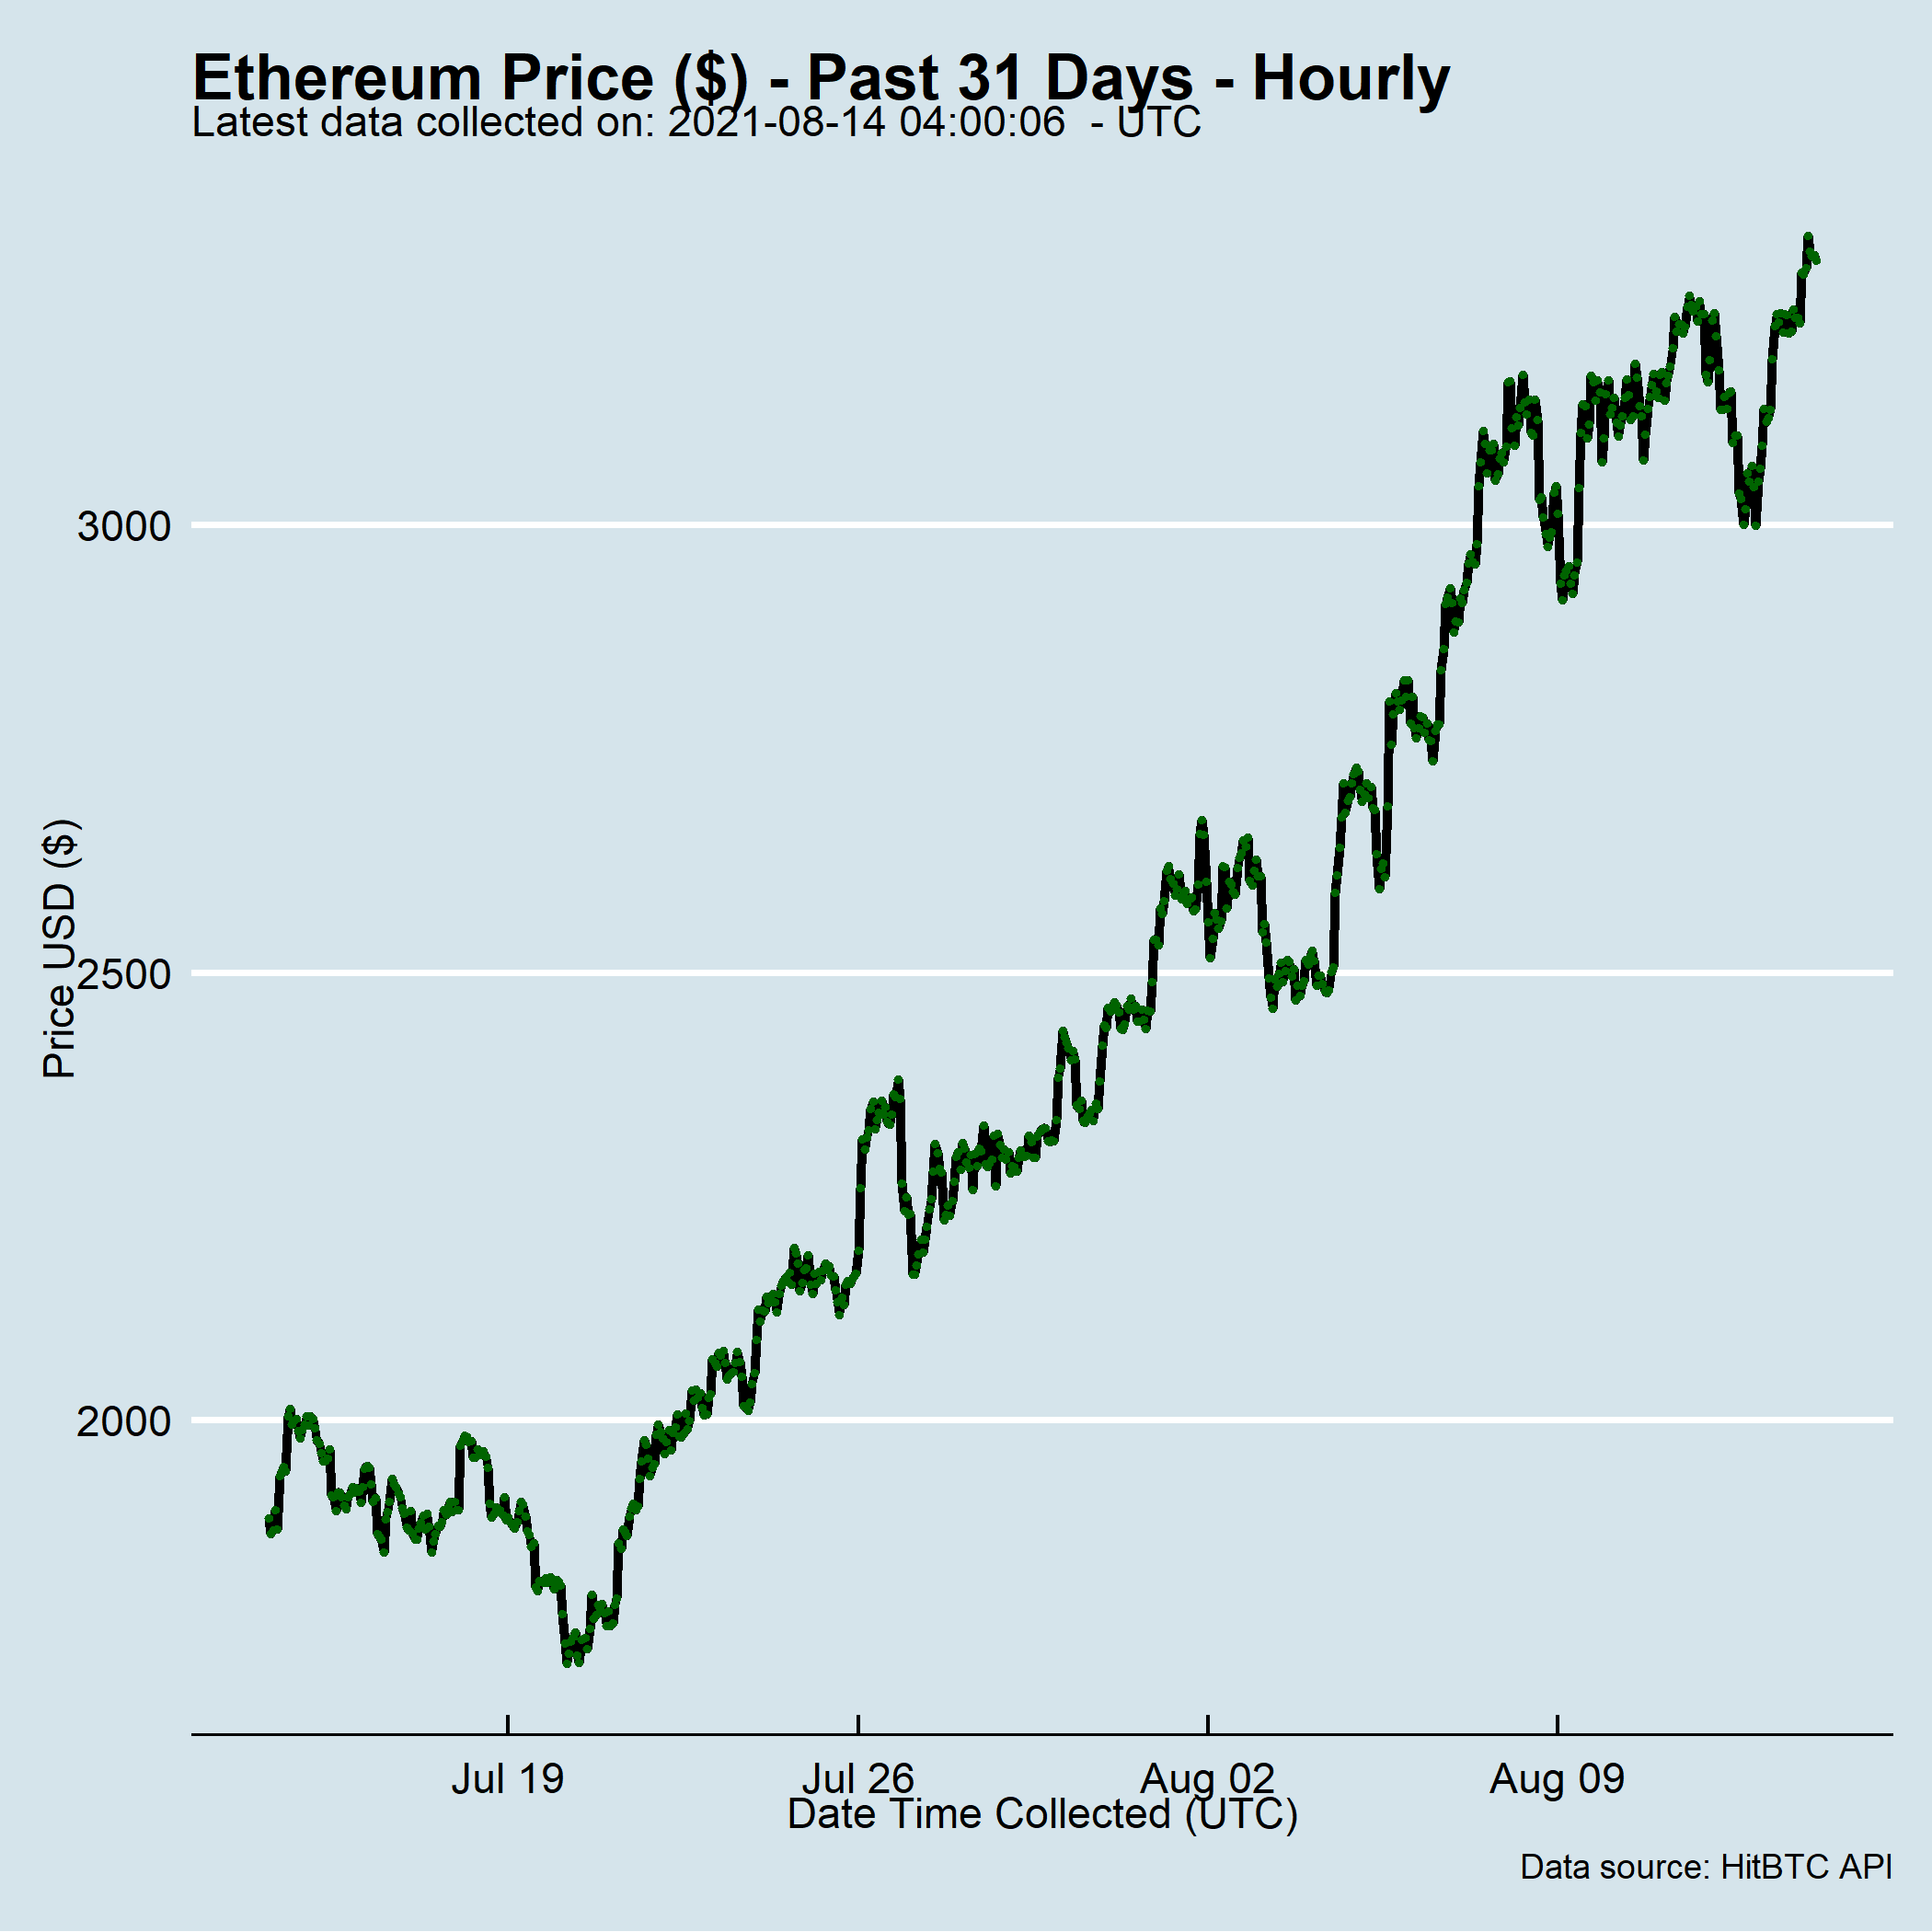 Ethereum Price ($) - Past 31 Days - Hourly
Latest data collected on: 2021-08-14 04:00:06  - UTC
3000
2500
2000
Price USD ($)
Jul 19
Jul 26
Aug 02
Aug 09
Date Time Collected (UTC)
Data source: HitBTC API